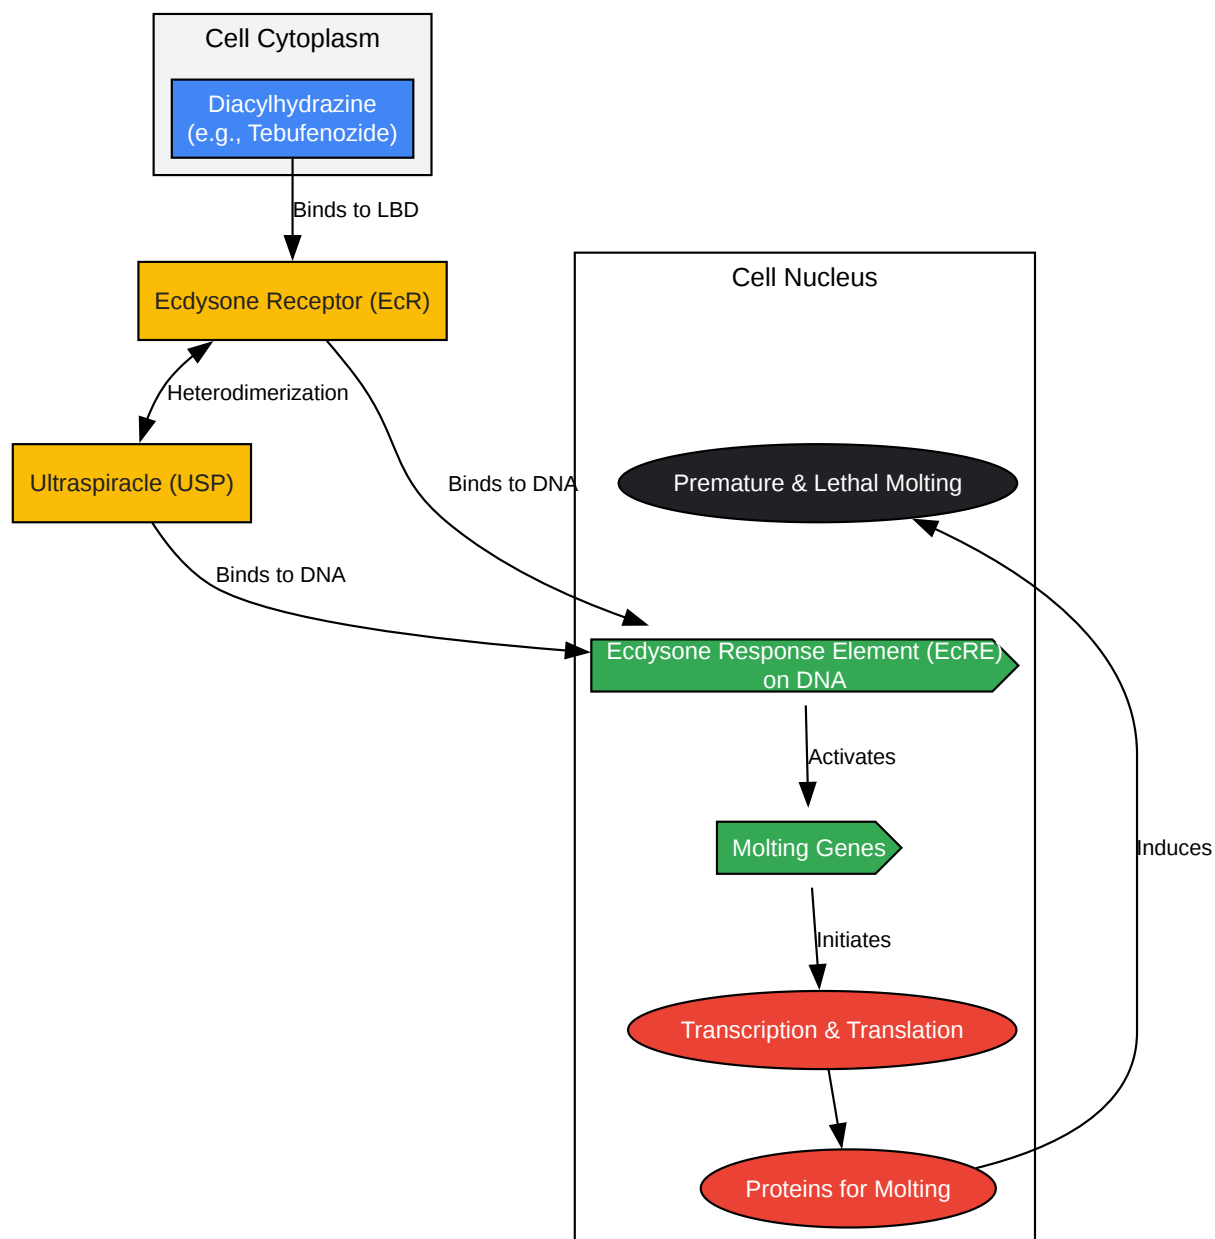 Cell Cytoplasm
Diacylhydrazine
(e.g., Tebufenozide)
Binds to LBD
Ecdysone Receptor (EcR)
Cell Nucleus
Heterodimerization
Ultraspiracle (USP)
Binds to DNA
Premature & Lethal Molting
Binds to DNA
Ecdysone Response Element (EcRE)
on DNA
Activates
Molting Genes
Induces
Initiates
Transcription & Translation
Proteins for Molting